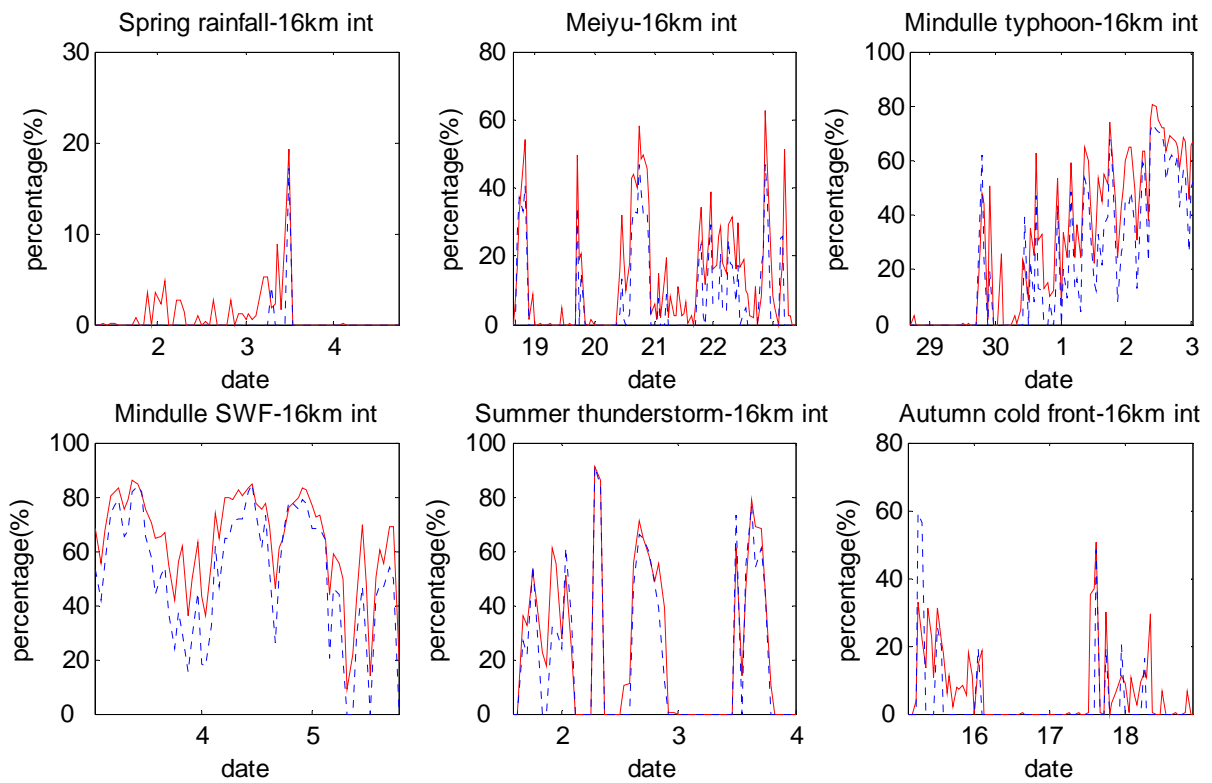 Spring rainfall-16km int
Meiyu-16km int
Mindulle typhoon-16km int
30
20
10
0
percentage(%)
2 3 4
date
80
60
40
20
0
percentage(%)
19 20 21 22 23
date
100
80
60
40
20
0
percentage(%)
29 30 1 2 3
date
Mindulle SWF-16km int
Summer thunderstorm-16km int
Autumn cold front-16km int
100
80
60
40
20
0
percentage(%)
4 5
date
100
80
60
40
20
0
percentage(%)
2 3 4
date
80
60
40
20
0
percentage(%)
16 17 18
date